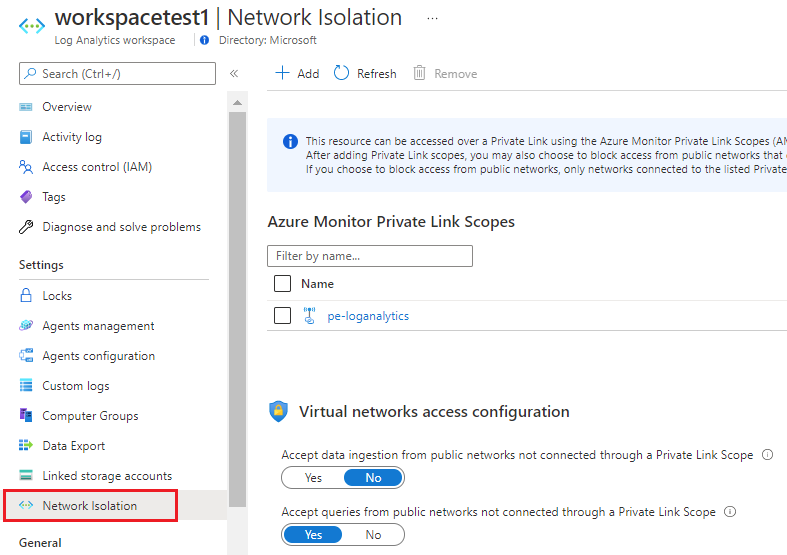 workspacetest1 | Network Isolation ...
Log Analytics workspace
Directory: Microsoft
Search (Ctrl+/)
Add
Refresh
Remove
Overview
Activity log
Access control (IAM)
Tags
Diagnose and solve problems
Settings
Locks
Agents management
Agents configuration
Custom logs
Computer Groups
Data Export
Linked storage accounts
Network Isolation
General
This resource can be accessed over a Private Link using the Azure Monitor Private Link Scopes (AM
After adding Private Link scopes, you may also choose to block access from public networks that
If you choose to block access from public networks, only networks connected to the listed Private
Azure Monitor Private Link Scopes
Filter by name...
Name
pe-loganalytics
Virtual networks access configuration
Accept data ingestion from public networks not connected through a Private Link Scope
Yes No
Accept queries from public networks not connected through a Private Link Scope
Yes No